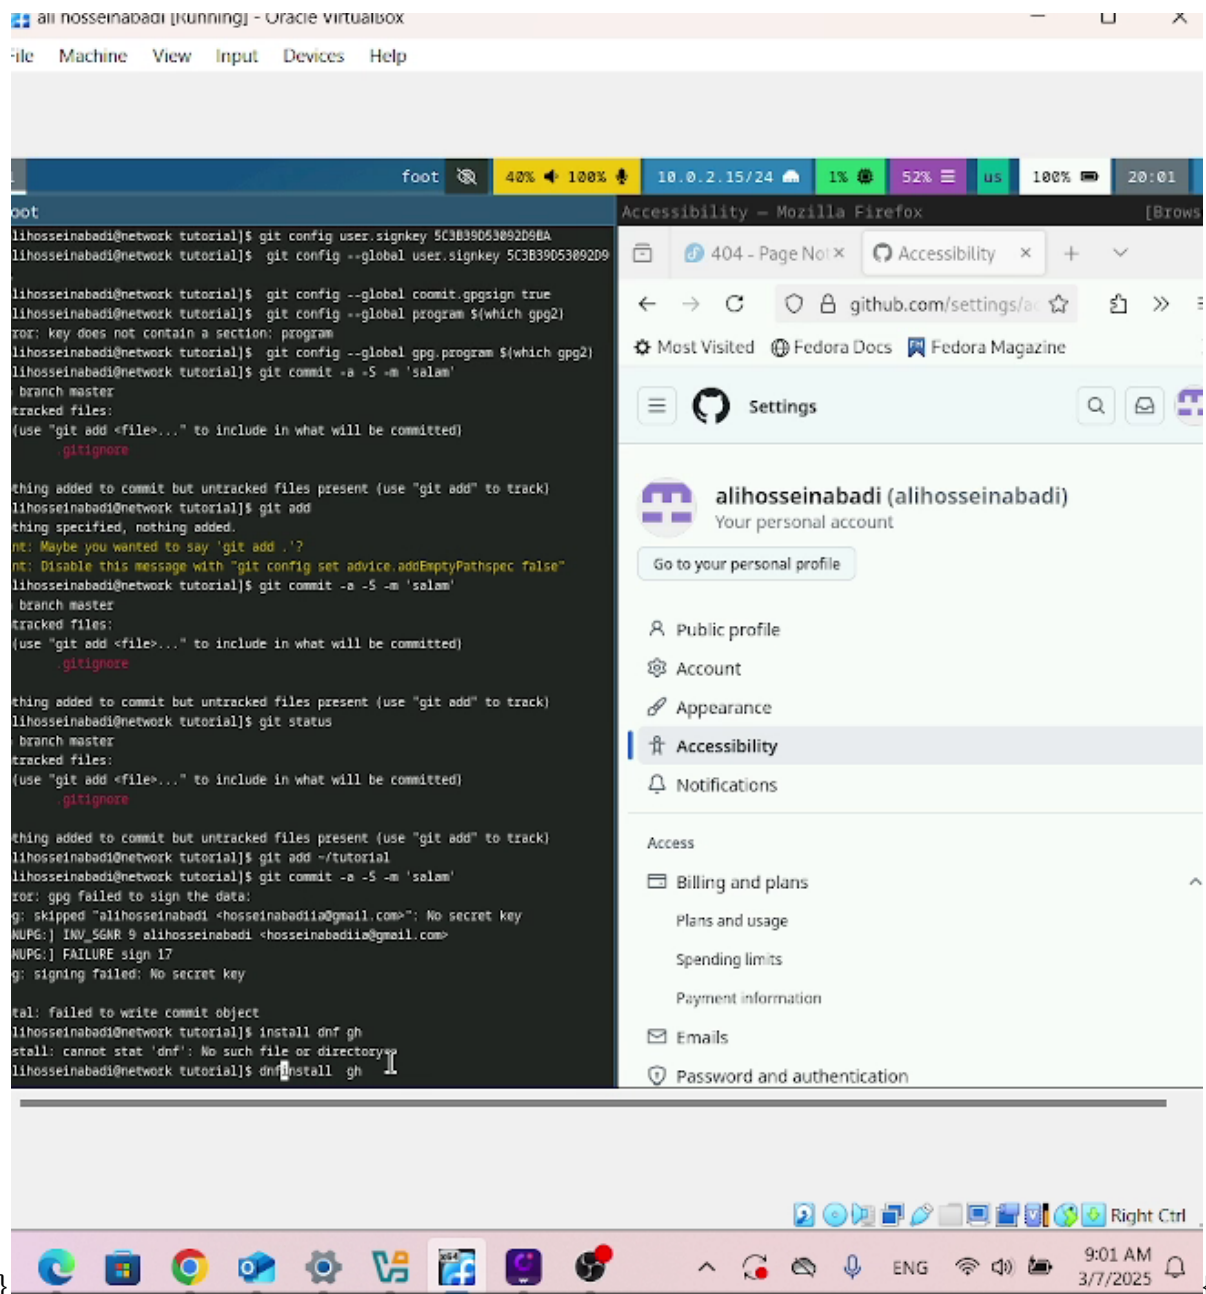 ali hosseinabadi [Running] - Oracle VirtualBox
File Machine View Input Devices Help
foot 40% 100% 10.0.2.15/24 1% 52% us 100% 20:01
oot
lihosseinabadi@network tutorial]$ git config user.signkey 5C3B39D53092D9BA
lihosseinabadi@network tutorial]$ git config --global user.signkey 5C3B39D53092D9
lihosseinabadi@network tutorial]$ git config --global coomit.gpgsign true
lihosseinabadi@network tutorial]$ git config --global program $(which gpg2)
ror: key does not contain a section: program
lihosseinabadi@network tutorial]$ git config --global gpg.program $(which gpg2)
lihosseinabadi@network tutorial]$ git commit -a -S -m 'salam'
branch master
tracked files:
(use "git add <file>..." to include in what will be committed)
.gitignore
thing added to commit but untracked files present (use "git add" to track)
lihosseinabadi@network tutorial]$ git add
thing specified, nothing added.
nt: Maybe you wanted to say 'git add .'?
nt: Disable this message with "git config set advice.addEmptyPathspec false"
lihosseinabadi@network tutorial]$ git commit -a -S -m 'salam'
branch master
tracked files:
(use "git add <file>..." to include in what will be committed)
.gitignore
thing added to commit but untracked files present (use "git add" to track)
lihosseinabadi@network tutorial]$ git status
branch master
tracked files:
(use "git add <file>..." to include in what will be committed)
.gitignore
thing added to commit but untracked files present (use "git add" to track)
lihosseinabadi@network tutorial]$ git add ~/tutorial
lihosseinabadi@network tutorial]$ git commit -a -S -m 'salam'
ror: gpg failed to sign the data:
g: skipped "alihosseinabadi <hosseinabadiia@gmail.com>": No secret key
NUPG:] INV_SGNR 9 alihosseinabadi <hosseinabadiia@gmail.com>
NUPG:] FAILURE sign 17
g: signing failed: No secret key
tal: failed to write commit object
lihosseinabadi@network tutorial]$ install dnf gh
stall: cannot stat 'dnf': No such file or directory
lihosseinabadi@network tutorial]$ dnfinstall gh
Accessibility — Mozilla Firefox [Brows
404 - Page Not Accessibility
github.com/settings/ac
Most Visited Fedora Docs Fedora Magazine
Settings
alihosseinabadi (alihosseinabadi)
Your personal account
Go to your personal profile
Public profile
Account
Appearance
Accessibility
Notifications
Access
Billing and plans
Plans and usage
Spending limits
Payment information
Emails
Password and authentication
Right Ctrl
x64
ENG
9:01 AM
3/7/2025
}